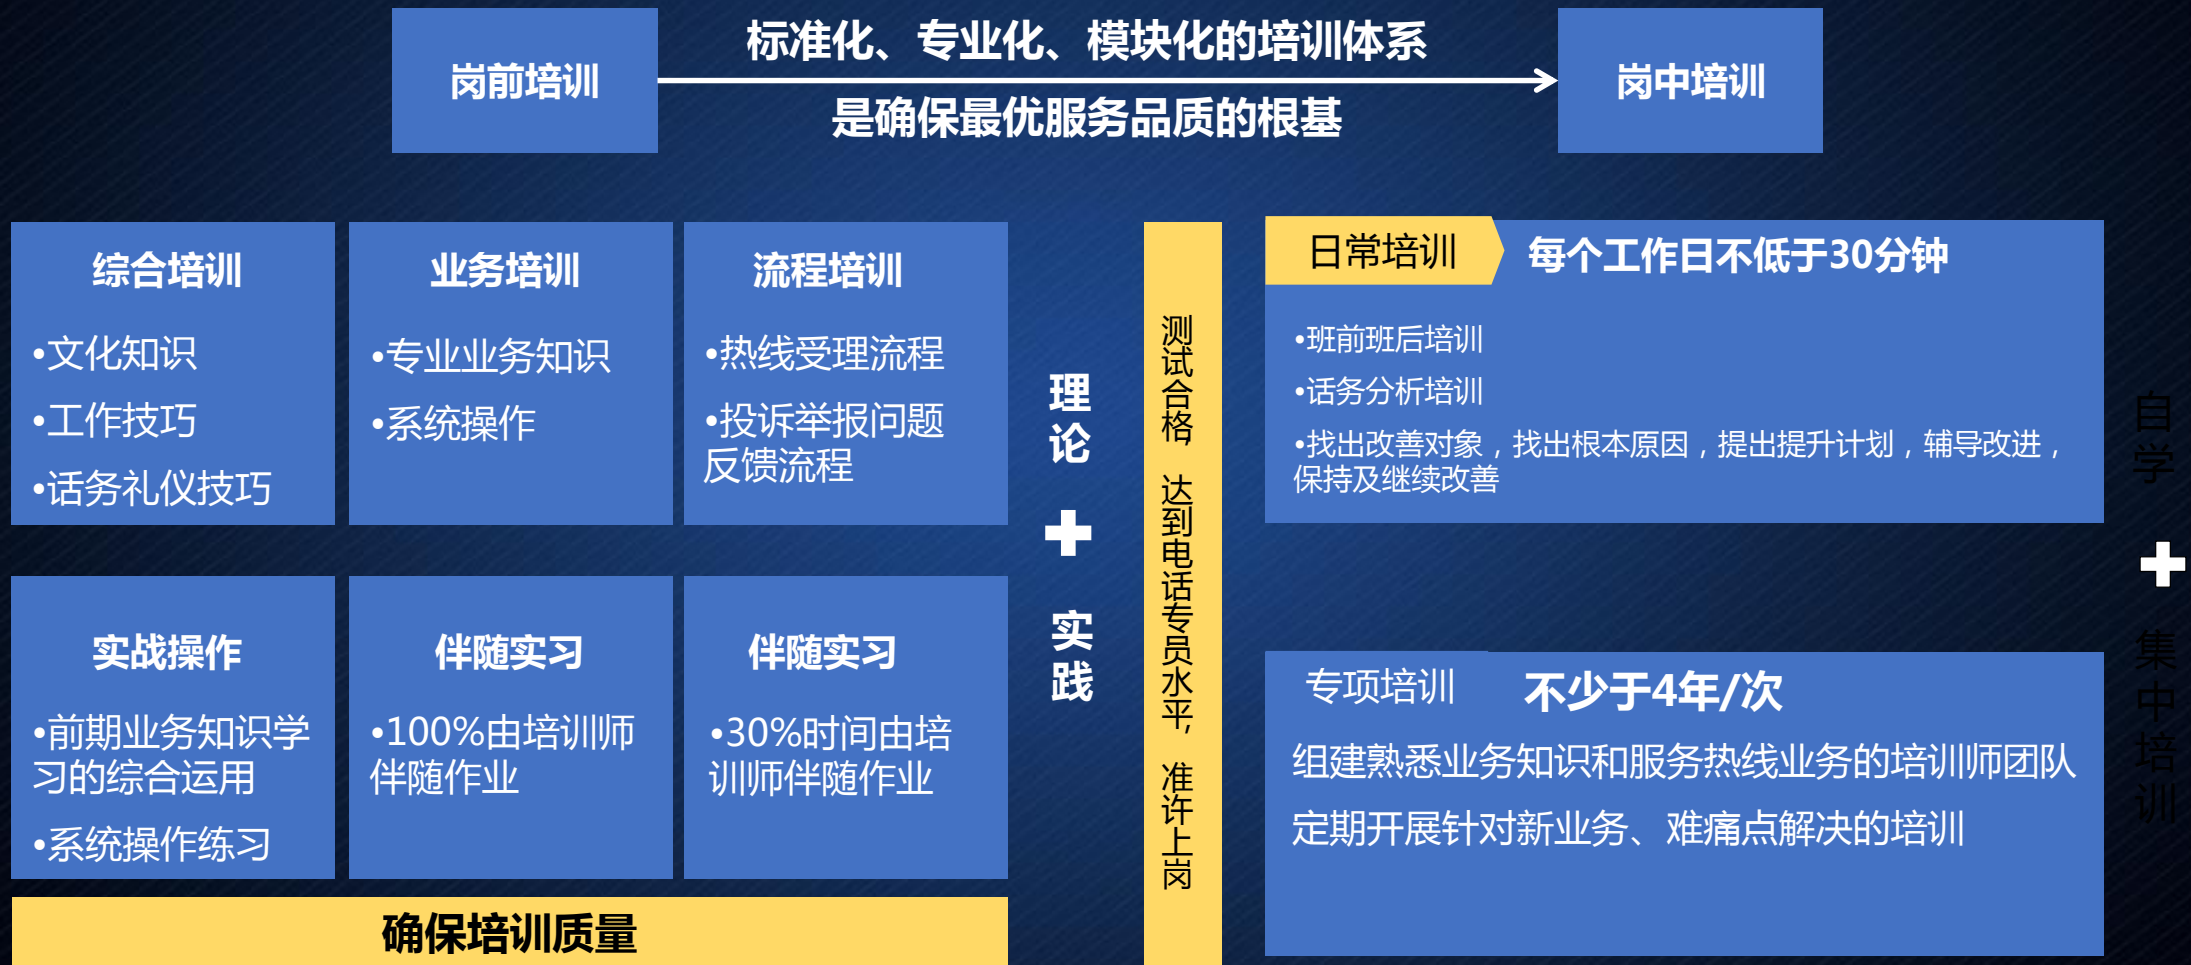 岗前培训
标准化、专业化、模块化的培训体系
是确保最优服务品质的根基
岗中培训
综合培训
•文化知识
•工作技巧
•话务礼仪技巧
业务培训
•专业业务知识
•系统操作
流程培训
•热线受理流程
•投诉举报问题
反馈流程
实战操作
•前期业务知识学
习的综合运用
•系统操作练习
伴随实习
•100%由培训师
伴随作业
伴随实习
•30%时间由培
训师伴随作业
确保培训质量
理论
+
实践
测试合格，达到电话专员水平，准许上岗
日常培训
每个工作日不低于30分钟
•班前班后培训
•话务分析培训
•找出改善对象，找出根本原因，提出提升计划，辅导改进，
保持及继续改善
专项培训
不少于4年/次
组建熟悉业务知识和服务热线业务的培训师团队
定期开展针对新业务、难痛点解决的培训
自学
+
集中培训